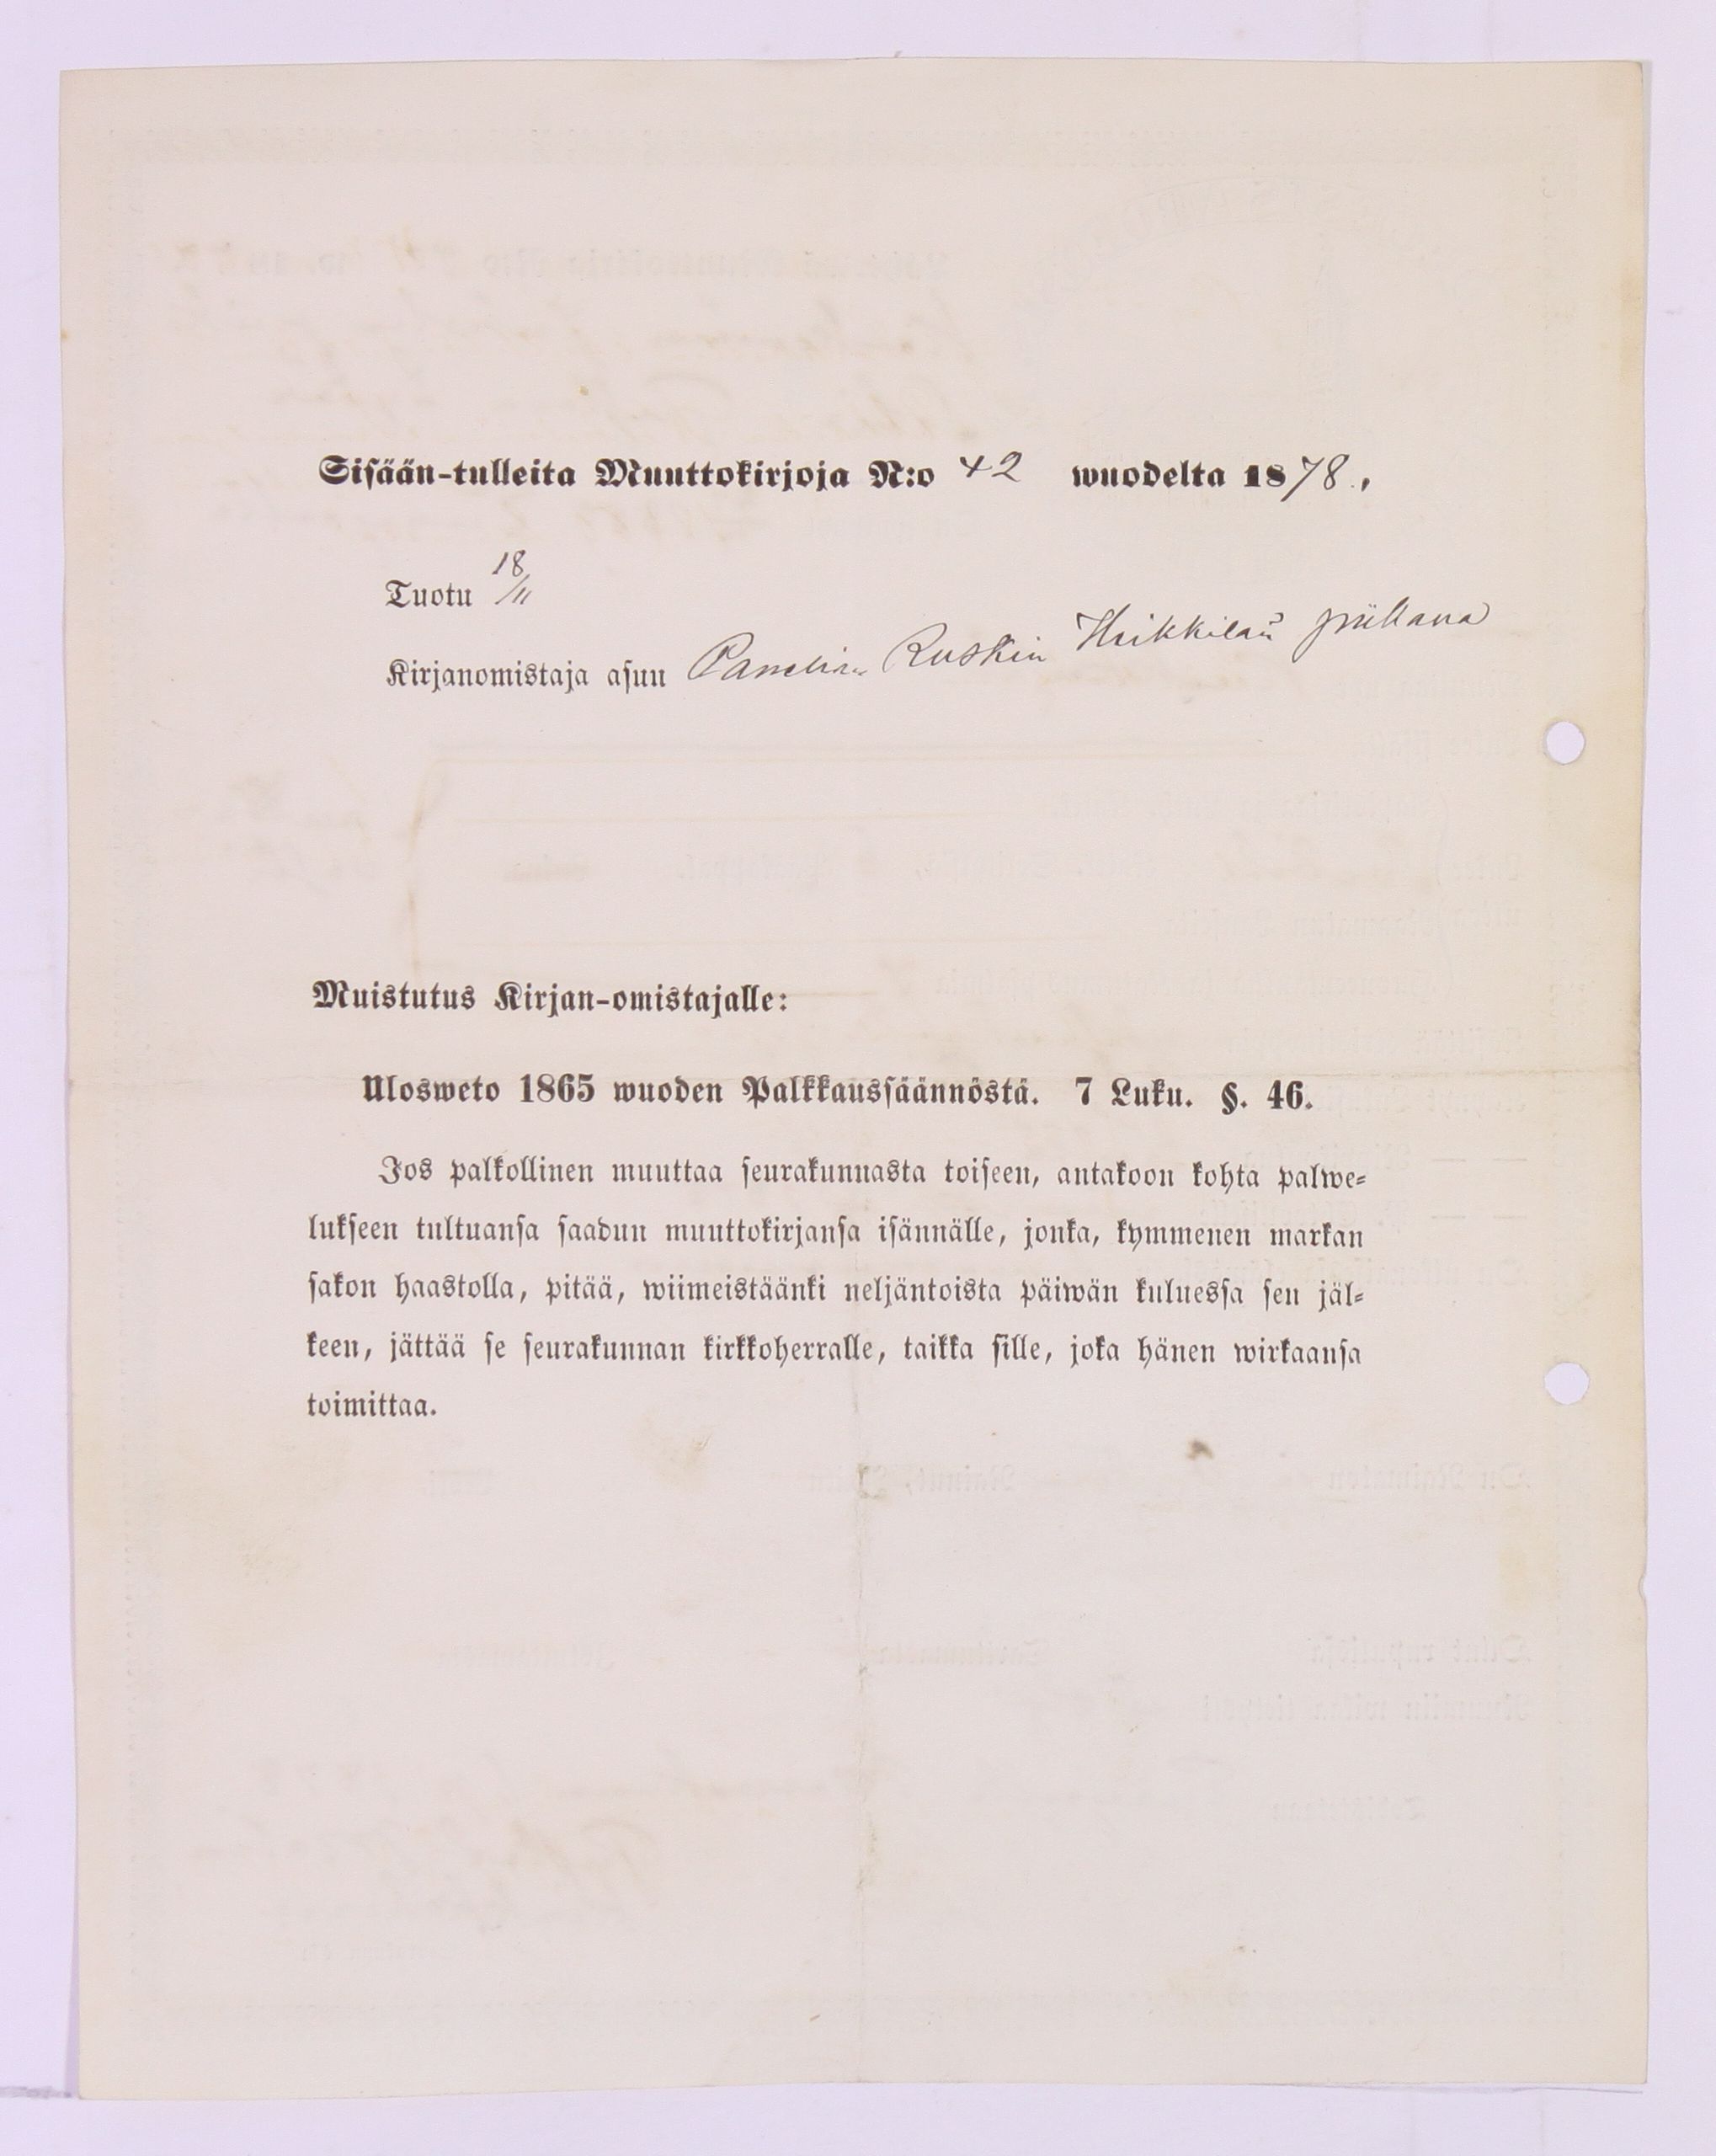 Sisään-tulleita Muuttokirjoja N:o 42 wuodelta 1878.
Tuotu 18/11
Kirjanomistaja asuu Panelian Ruskin Heikkilän piikana
Muistutus Kirjan-omistajalle:
Ulosweto 1865 wuoden Palkkaussäännöstä. 7 Luku. §. 46.
Jos palkollinen muuttaa seurakunnasta toiseen, antakoon kohta palwe-
lukseen tultuansa saadun muuttokirjansa isännälle, jonka, kymmenen markan
sakon haastolla, pitää, wiimeistäänki neljäntoista päiwän kuluessa sen jäl-
keen, jättää se seurakunnan kirkkoherralle, taikka sille, joka hänen wirkaansa
toimittaa.